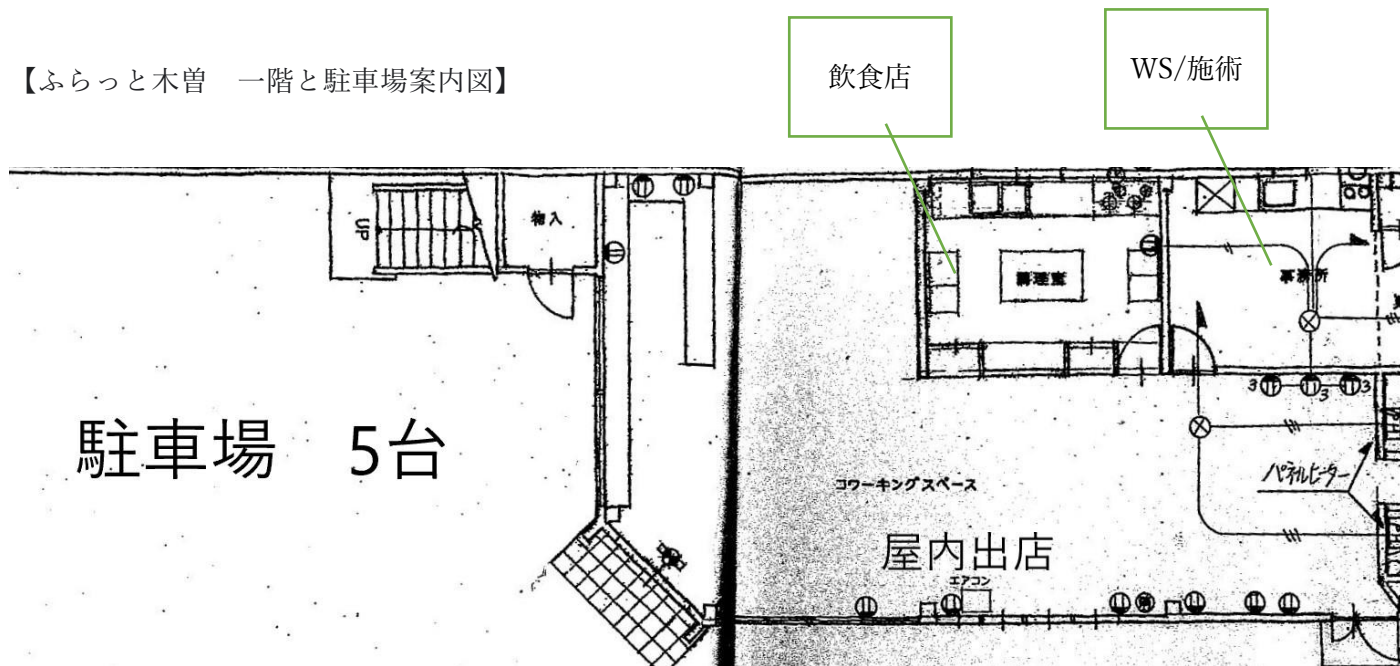 【ふらっと木曽　一階と駐車場案内図】
飲食店
WS/施術
UP
物入
調理室
事務所
3
3
3
駐車場　5台
コワーキングスペース
パネルヒーター
屋内出店
エアコン